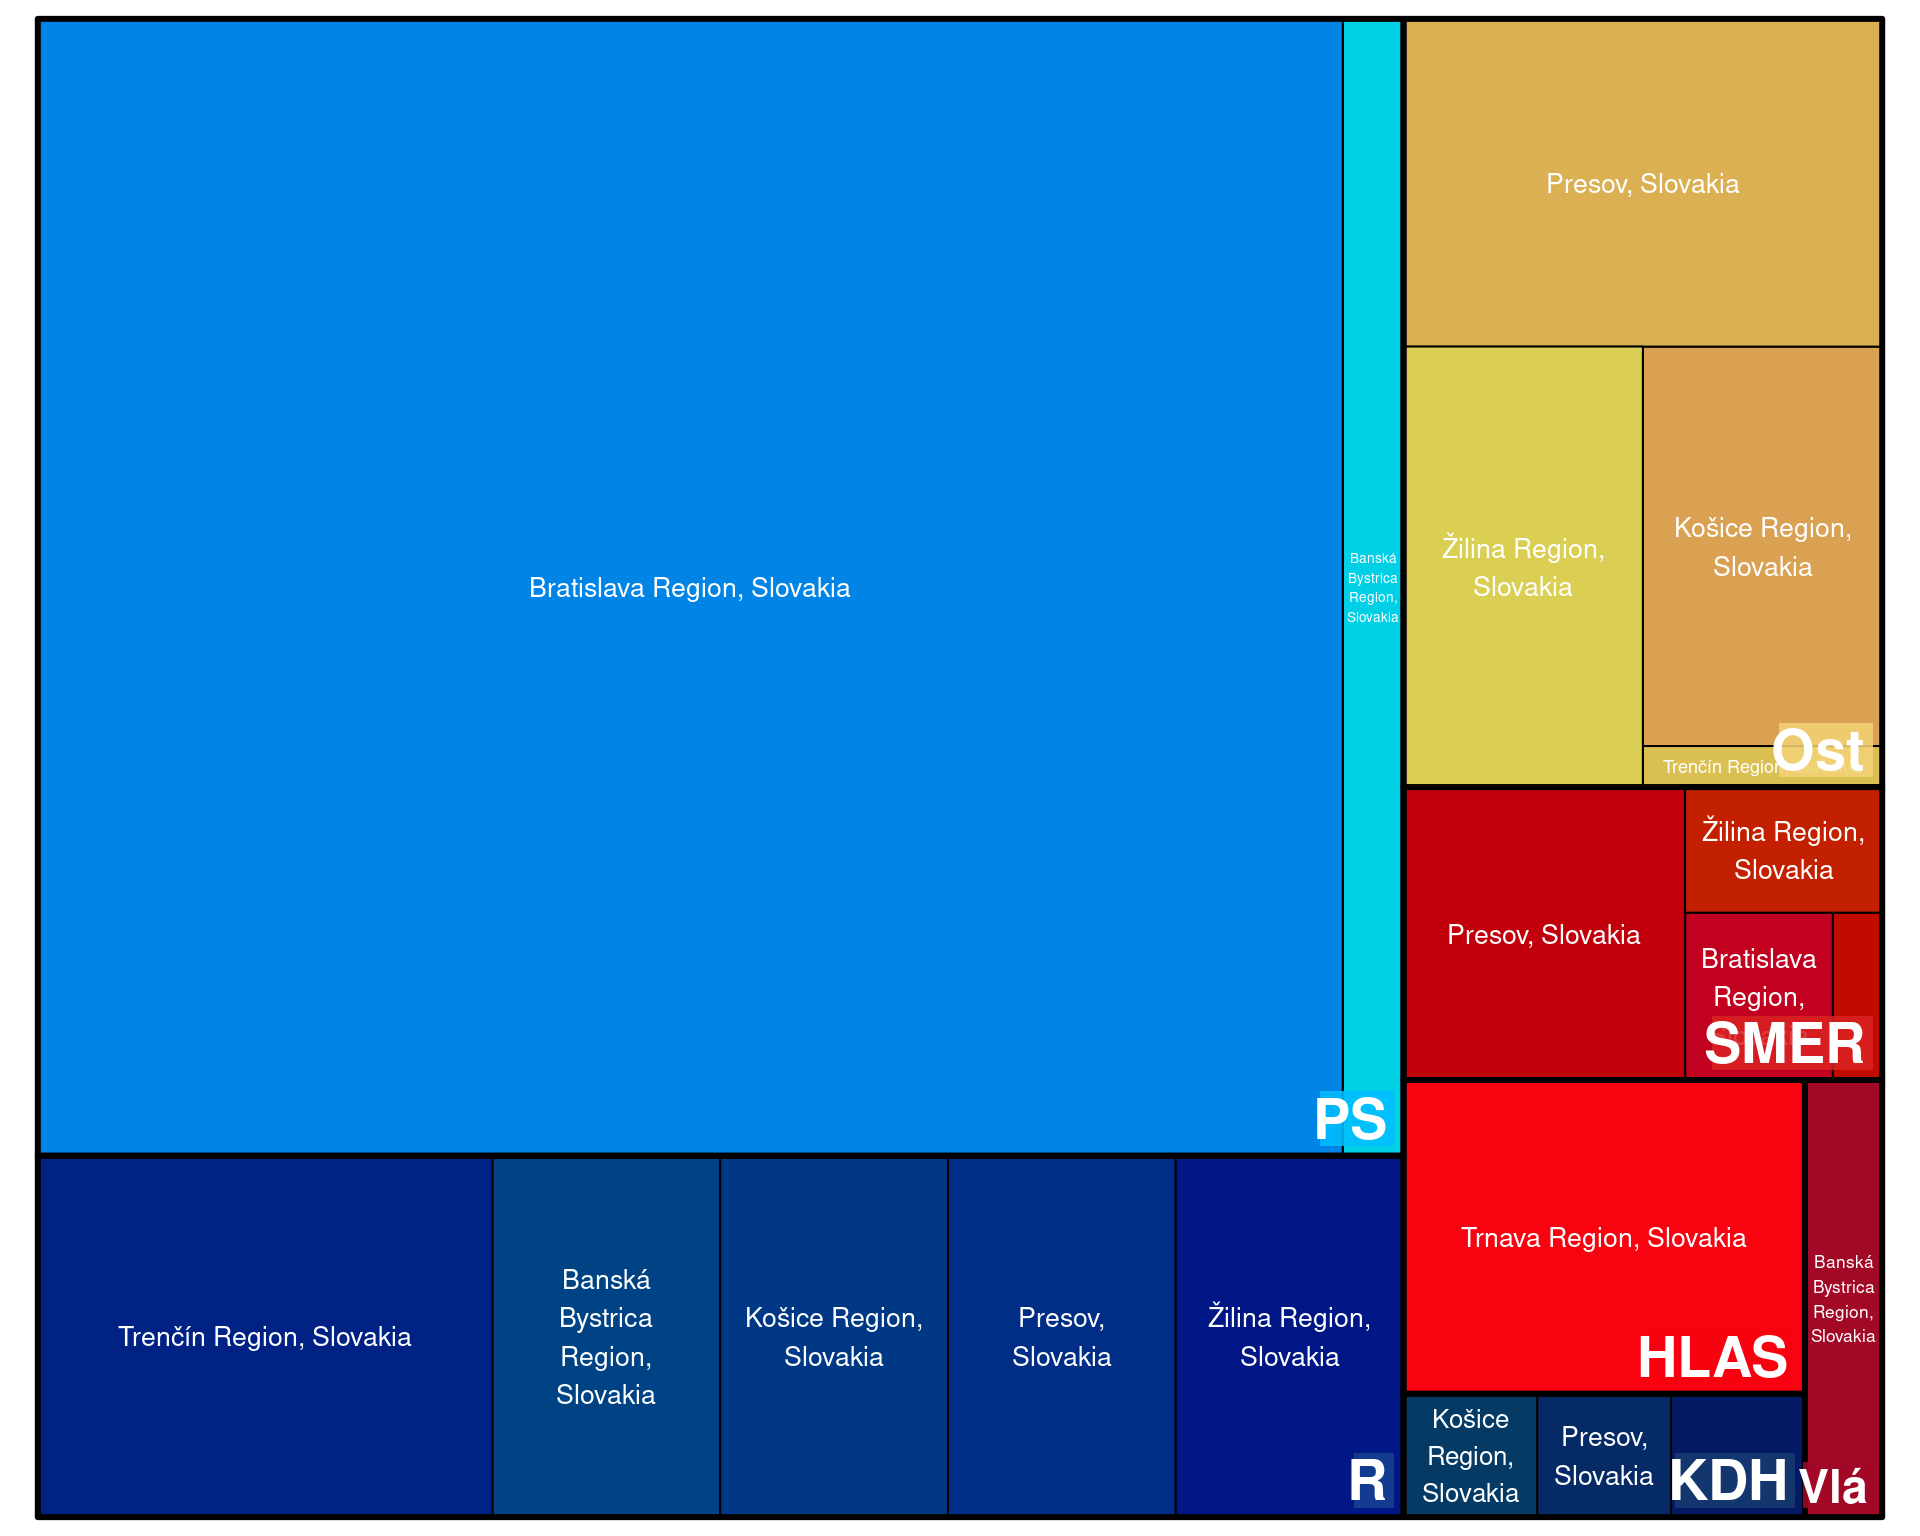 Bratislava Region, Slovakia
Banská
Bystrica
Region,
Slovakia
PS
Trenčín Region, Slovakia
Banská
Bystrica
Region,
Slovakia
Košice Region,
Slovakia
Presov,
Slovakia
Žilina Region,
Slovakia
R
Presov, Slovakia
Žilina Region,
Slovakia
Košice Region,
Slovakia
Trenčín Region
Ost
Presov, Slovakia
Žilina Region,
Slovakia
Bratislava
Region,
SMER
Trnava Region, Slovakia
HLAS
Košice
Region,
Slovakia
Presov,
Slovakia
KDH
Banská
Bystrica
Region,
Slovakia
Vlá